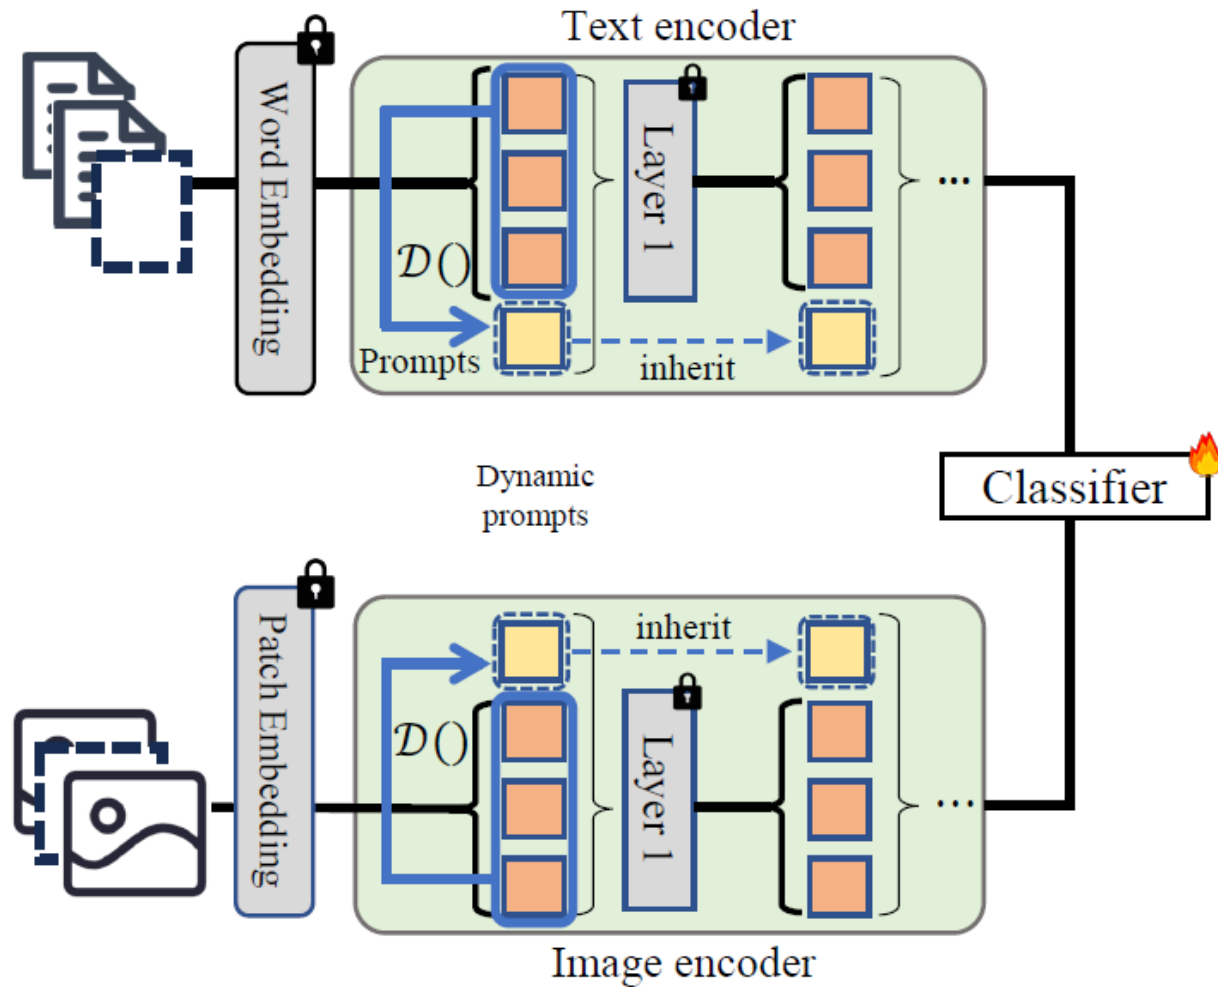 Text encoder
Word Embedding
Layer 1
𝒟()
Prompts
inherit
...
Dynamic
prompts
Classifier
Patch Embedding
inherit
𝒟()
Layer 1
...
Image encoder